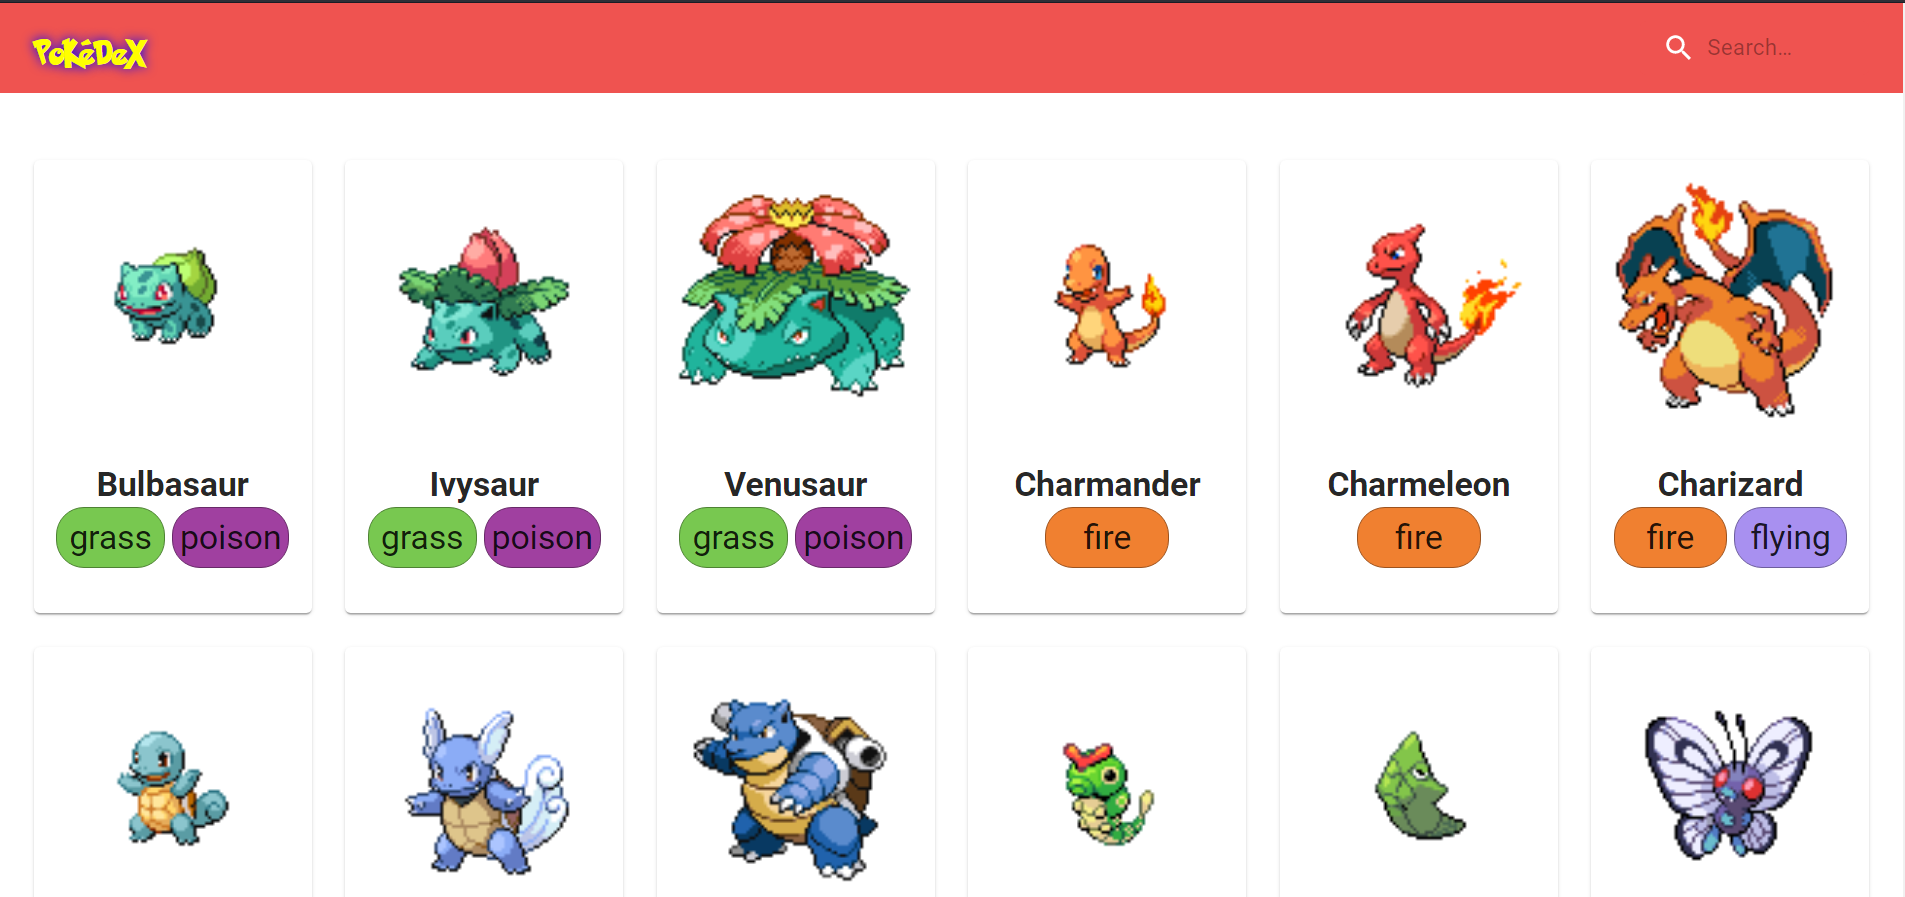 PoKéDeX
Search...
Bulbasaur
grass poison
Ivysaur
grass poison
Venusaur
grass poison
Charmander
fire
Charmeleon
fire
Charizard
fire flying